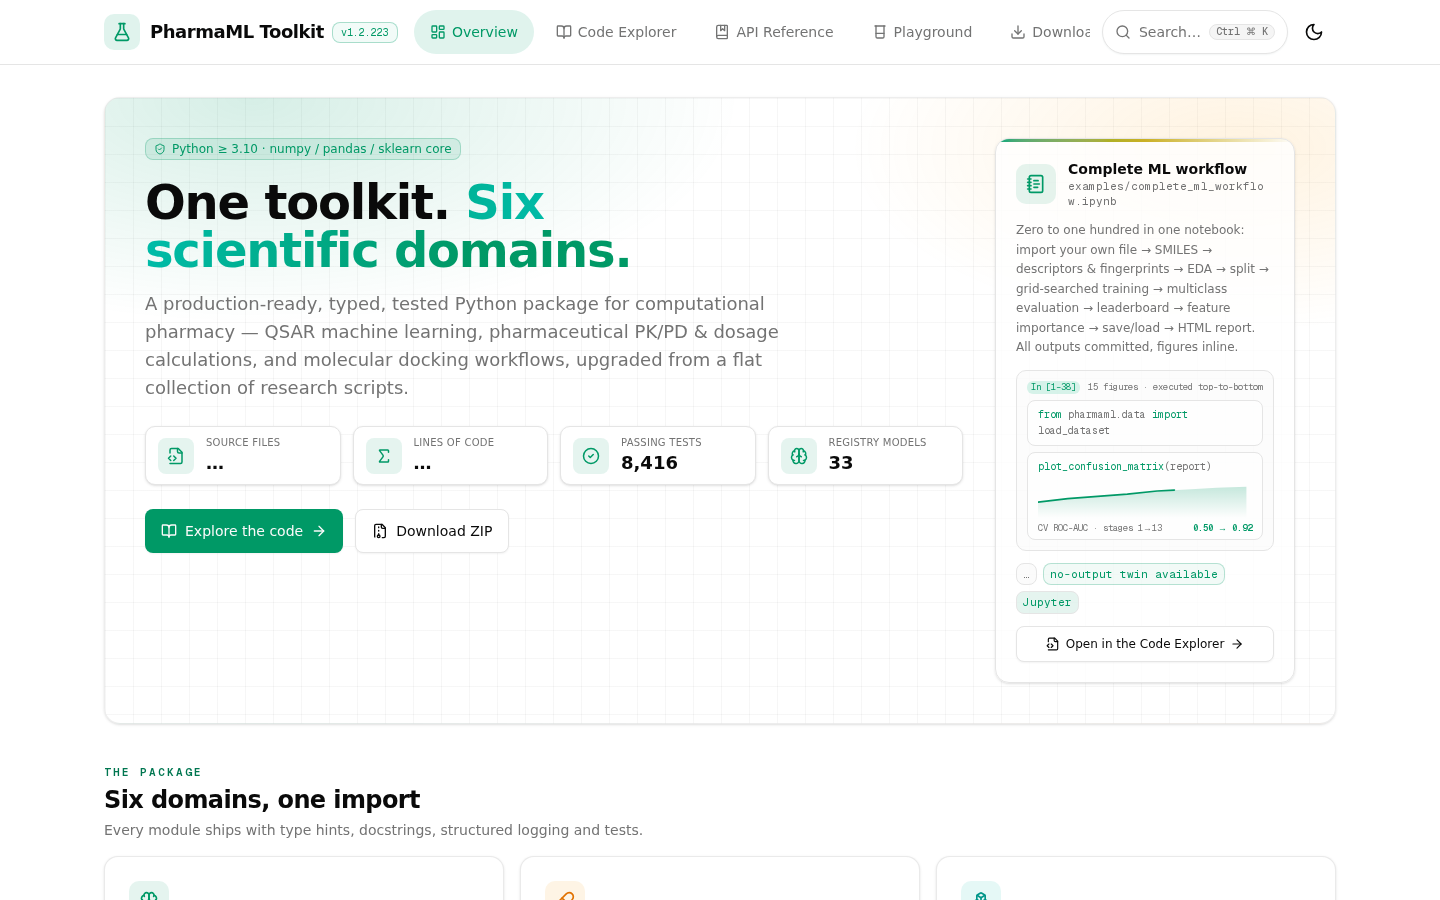 PharmaML Toolkit
v1.2.223
Overview
Code Explorer
API Reference
Playground
Downloa
Search...
Ctrl ⌘ K
Python ≥ 3.10 · numpy / pandas / sklearn core
One toolkit. Six
scientific domains.
A production-ready, typed, tested Python package for computational
pharmacy — QSAR machine learning, pharmaceutical PK/PD & dosage
calculations, and molecular docking workflows, upgraded from a flat
collection of research scripts.
SOURCE FILES
…
LINES OF CODE
…
PASSING TESTS
8,416
REGISTRY MODELS
33
Explore the code →
Download ZIP
Complete ML workflow
examples/complete_ml_workflo
w.ipynb
Zero to one hundred in one notebook:
import your own file → SMILES →
descriptors & fingerprints → EDA → split →
grid-searched training → multiclass
evaluation → leaderboard → feature
importance → save/load → HTML report.
All outputs committed, figures inline.
In [1–38]
15 figures · executed top-to-bottom
from pharmaml.data import
load_dataset
plot_confusion_matrix(report)
CV ROC-AUC · stages 1→13
0.50 → 0.92
…
no-output twin available
Jupyter
Open in the Code Explorer →
THE PACKAGE
Six domains, one import
Every module ships with type hints, docstrings, structured logging and tests.